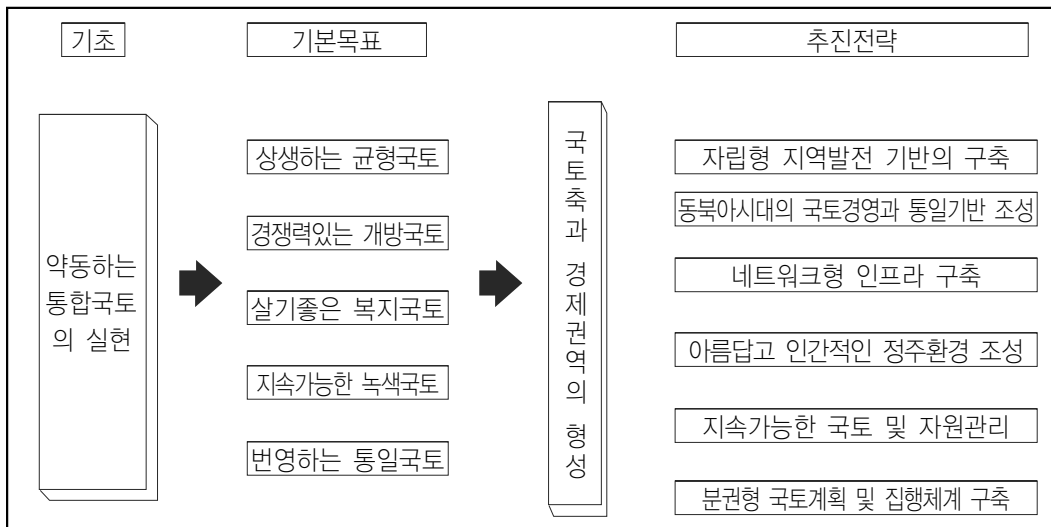 기초
기본목표
추진전략
약동하는
통합국토
의 실현
상생하는 균형국토
경쟁력있는 개방국토
살기좋은 복지국토
지속가능한 녹색국토
번영하는 통일국토
국토축과 경제권역의 형성
자립형 지역발전 기반의 구축
동북아시대의 국토경영과 통일기반 조성
네트워크형 인프라 구축
아름답고 인간적인 정주환경 조성
지속가능한 국토 및 자원관리
분권형 국토계획 및 집행체계 구축